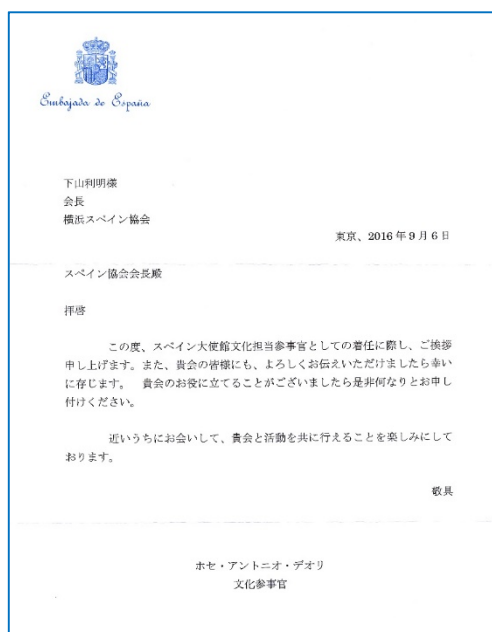 Embajada de España
下山利明様
会長
横浜スペイン協会
東京、2016年9月6日
スペイン協会会長殿
拝啓
この度、スペイン大使館文化担当参事官としての着任に際し、ご挨拶
申し上げます。また、貴会の皆様にも、よろしくお伝えいただけましたら幸い
に存じます。 貴会のお役に立てることがございましたら是非何なりとお申し
付けください。
近いうちにお会いして、貴会と活動を共に行えることを楽しみにして
おります。
敬具
ホセ・アントニオ・デオリ
文化参事官